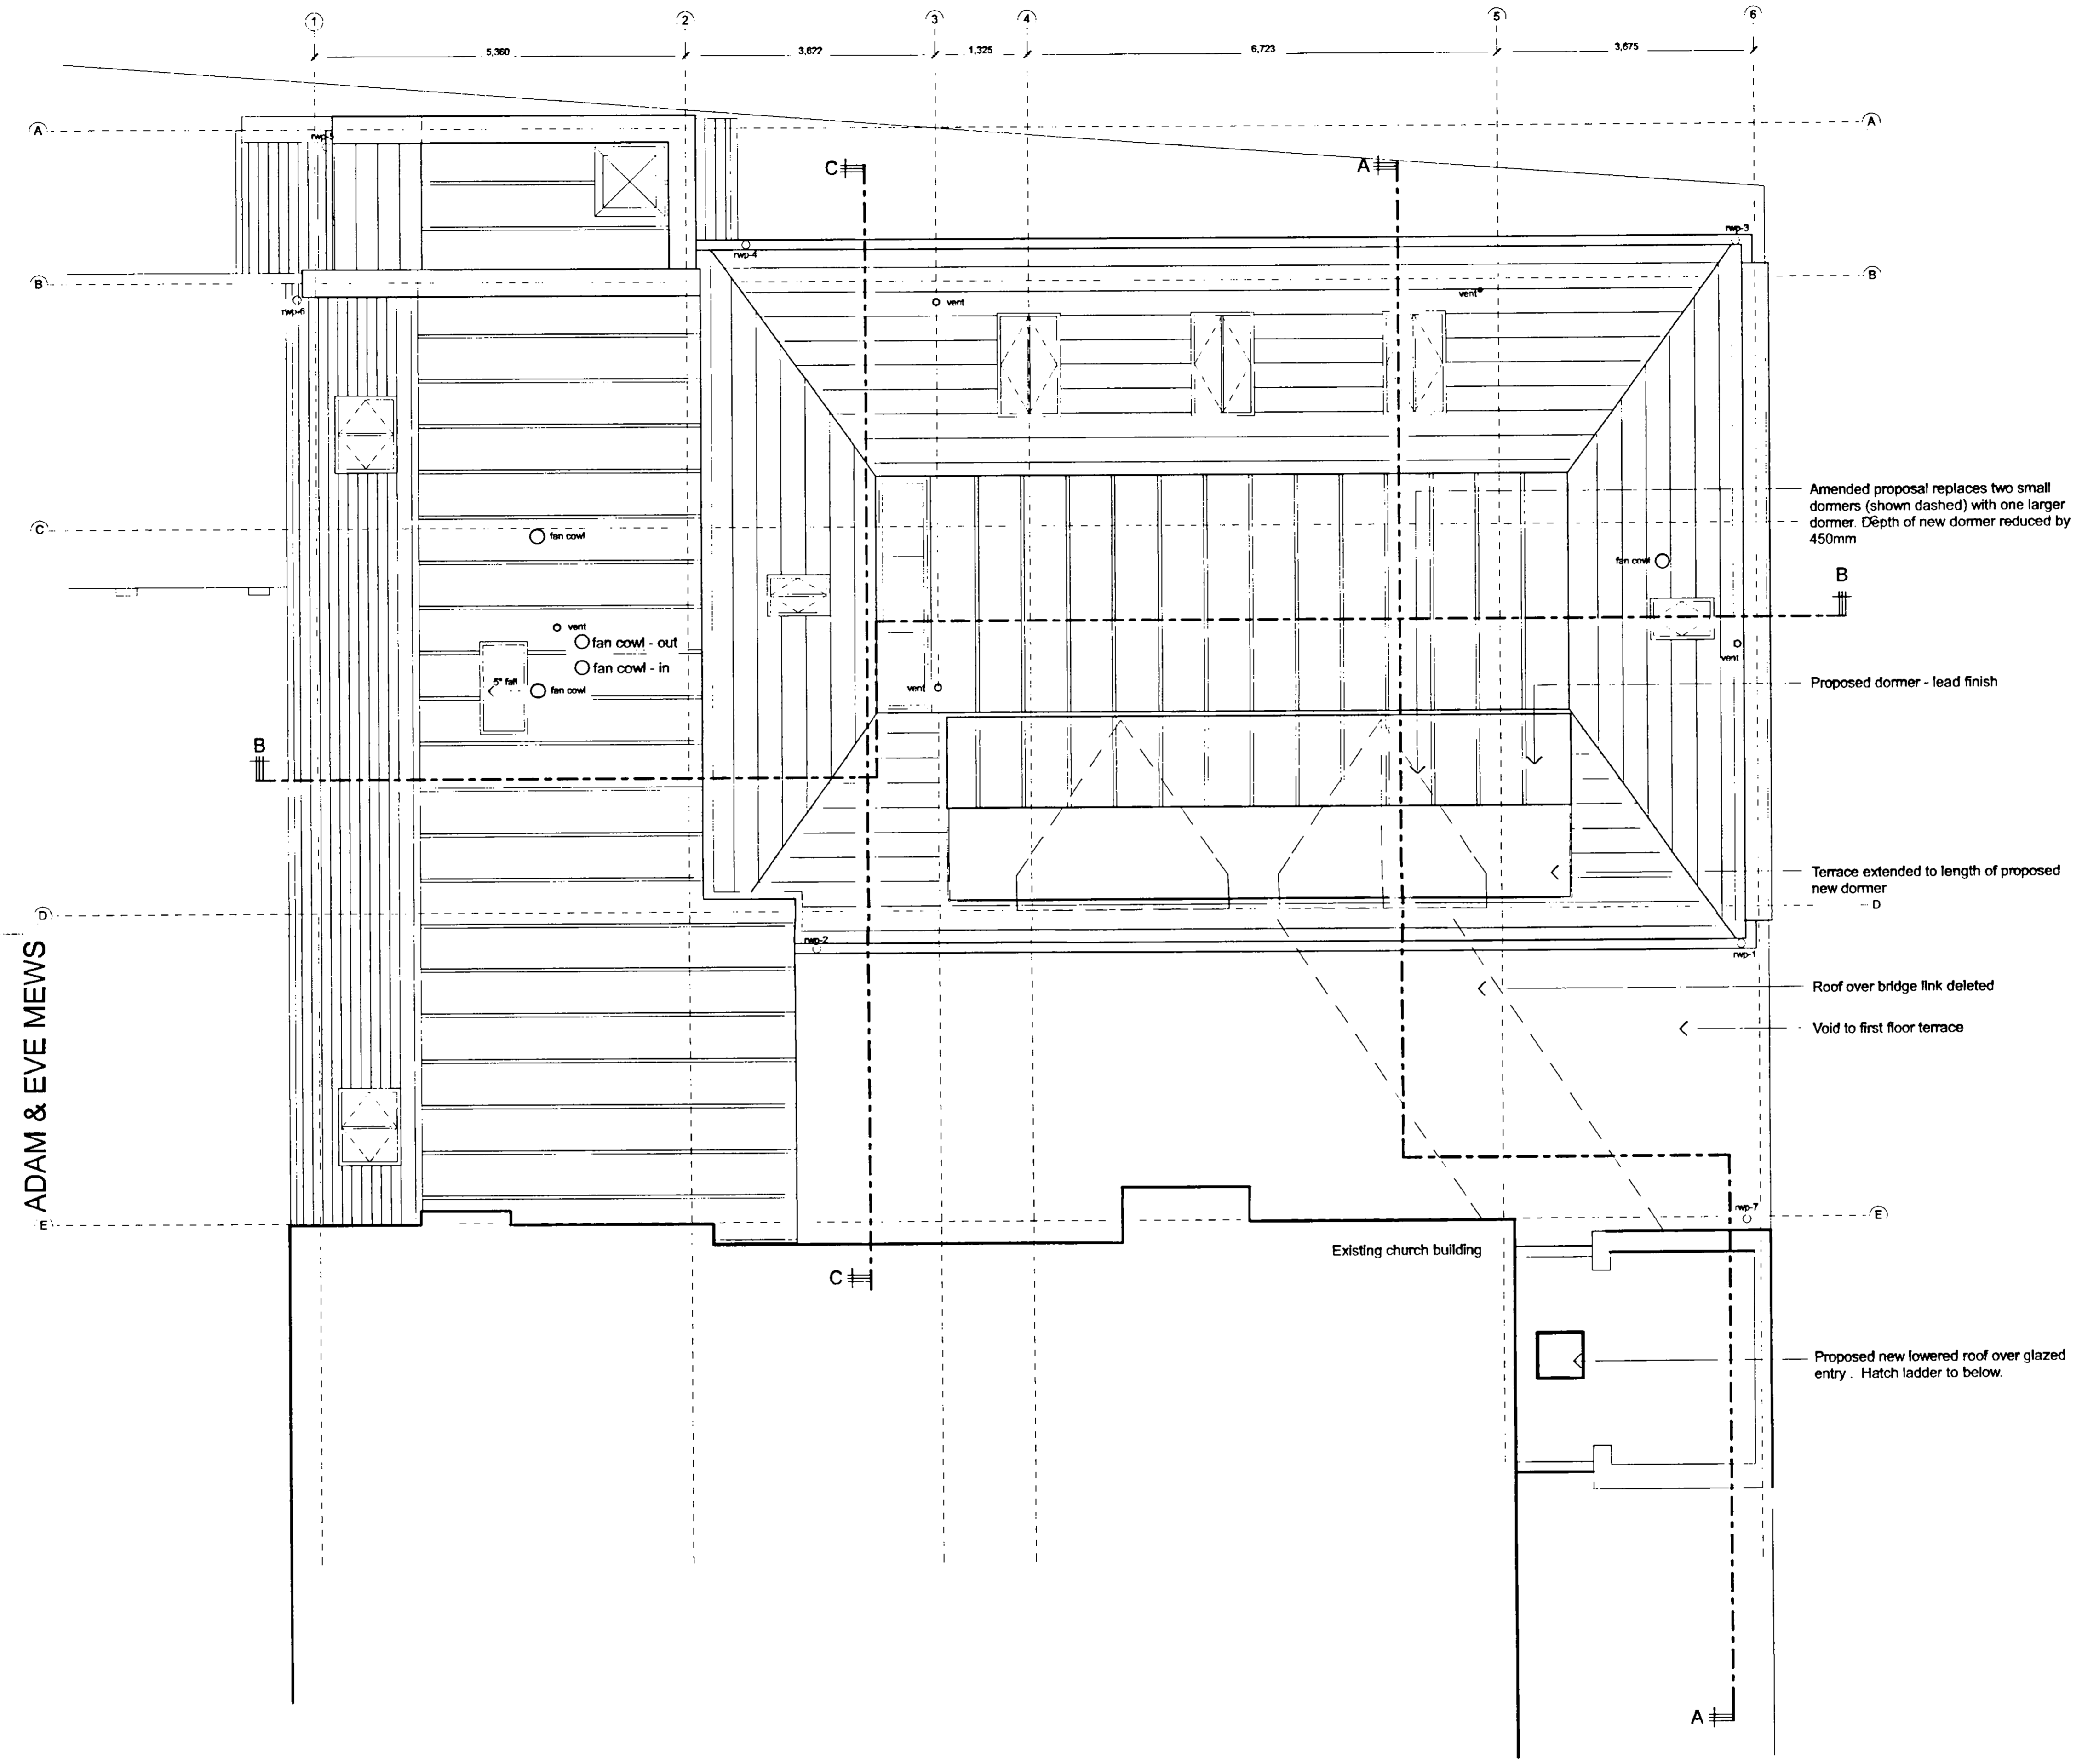 1 2 3 4 5 6
5,360 3,622 1,325 6,723 3,675
A A
rwp-5
C A
rwp-3
rwp-4
B B
vent vent
rwp-6
Amended proposal replaces two small
dormers (shown dashed) with one larger
dormer. Depth of new dormer reduced by
450mm
C C
fan cowl
fan cowl
B
vent
fan cowl - out
vent
fan cowl - in
5° fall
fan cowl
vent
Proposed dormer - lead finish
B
Terrace extended to length of proposed
new dormer
D D
rwp-2
rwp-1
ADAM & EVE MEWS
Roof over bridge link deleted
Void to first floor terrace
rwp-7
E E
Existing church building
C
Proposed new lowered roof over glazed
entry . Hatch ladder to below.
A